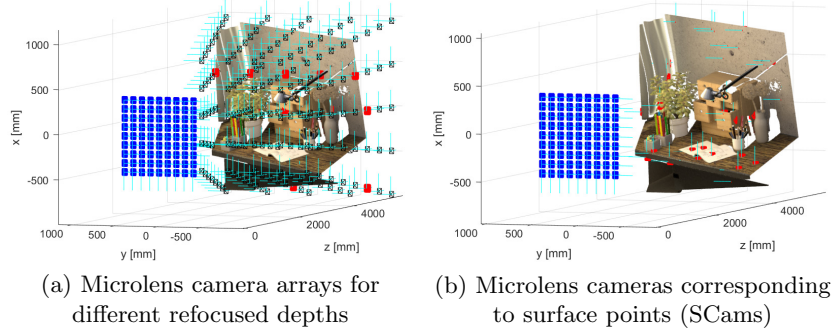 1000
500
0
-500
x [mm]
1000
500
0
-500
y [mm]
0
2000
4000
z [mm]
1000
500
0
-500
x [mm]
1000
500
0
-500
y [mm]
0
2000
4000
z [mm]
(a) Microlens camera arrays for
different refocused depths
(b) Microlens cameras corresponding
to surface points (SCams)